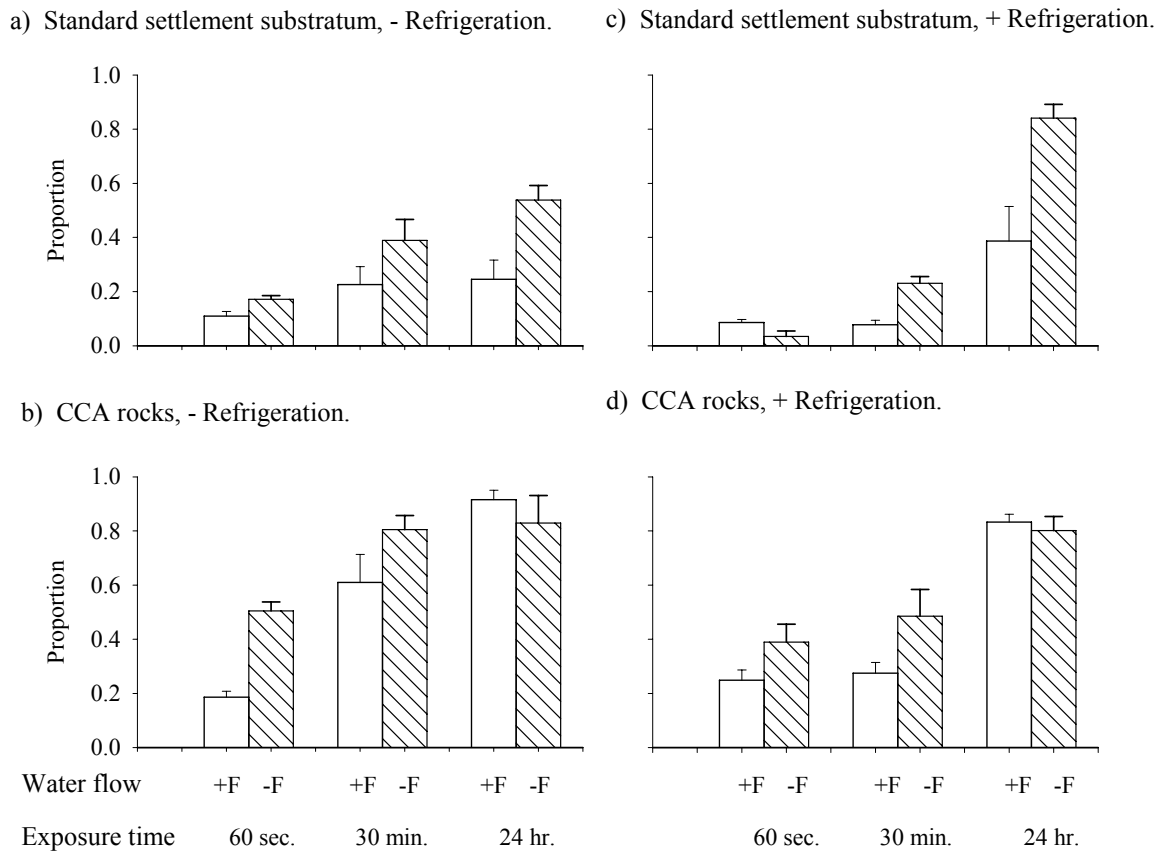 a) Standard settlement substratum, - Refrigeration.
c) Standard settlement substratum, + Refrigeration.
1.0
0.8
0.6
0.4
0.2
0.0
Proportion
b) CCA rocks, - Refrigeration.
d) CCA rocks, + Refrigeration.
1.0
0.8
0.6
0.4
0.2
0.0
Proportion
Water flow +F -F +F -F +F -F +F -F +F -F +F -F
Exposure time 60 sec. 30 min. 24 hr. 60 sec. 30 min. 24 hr.